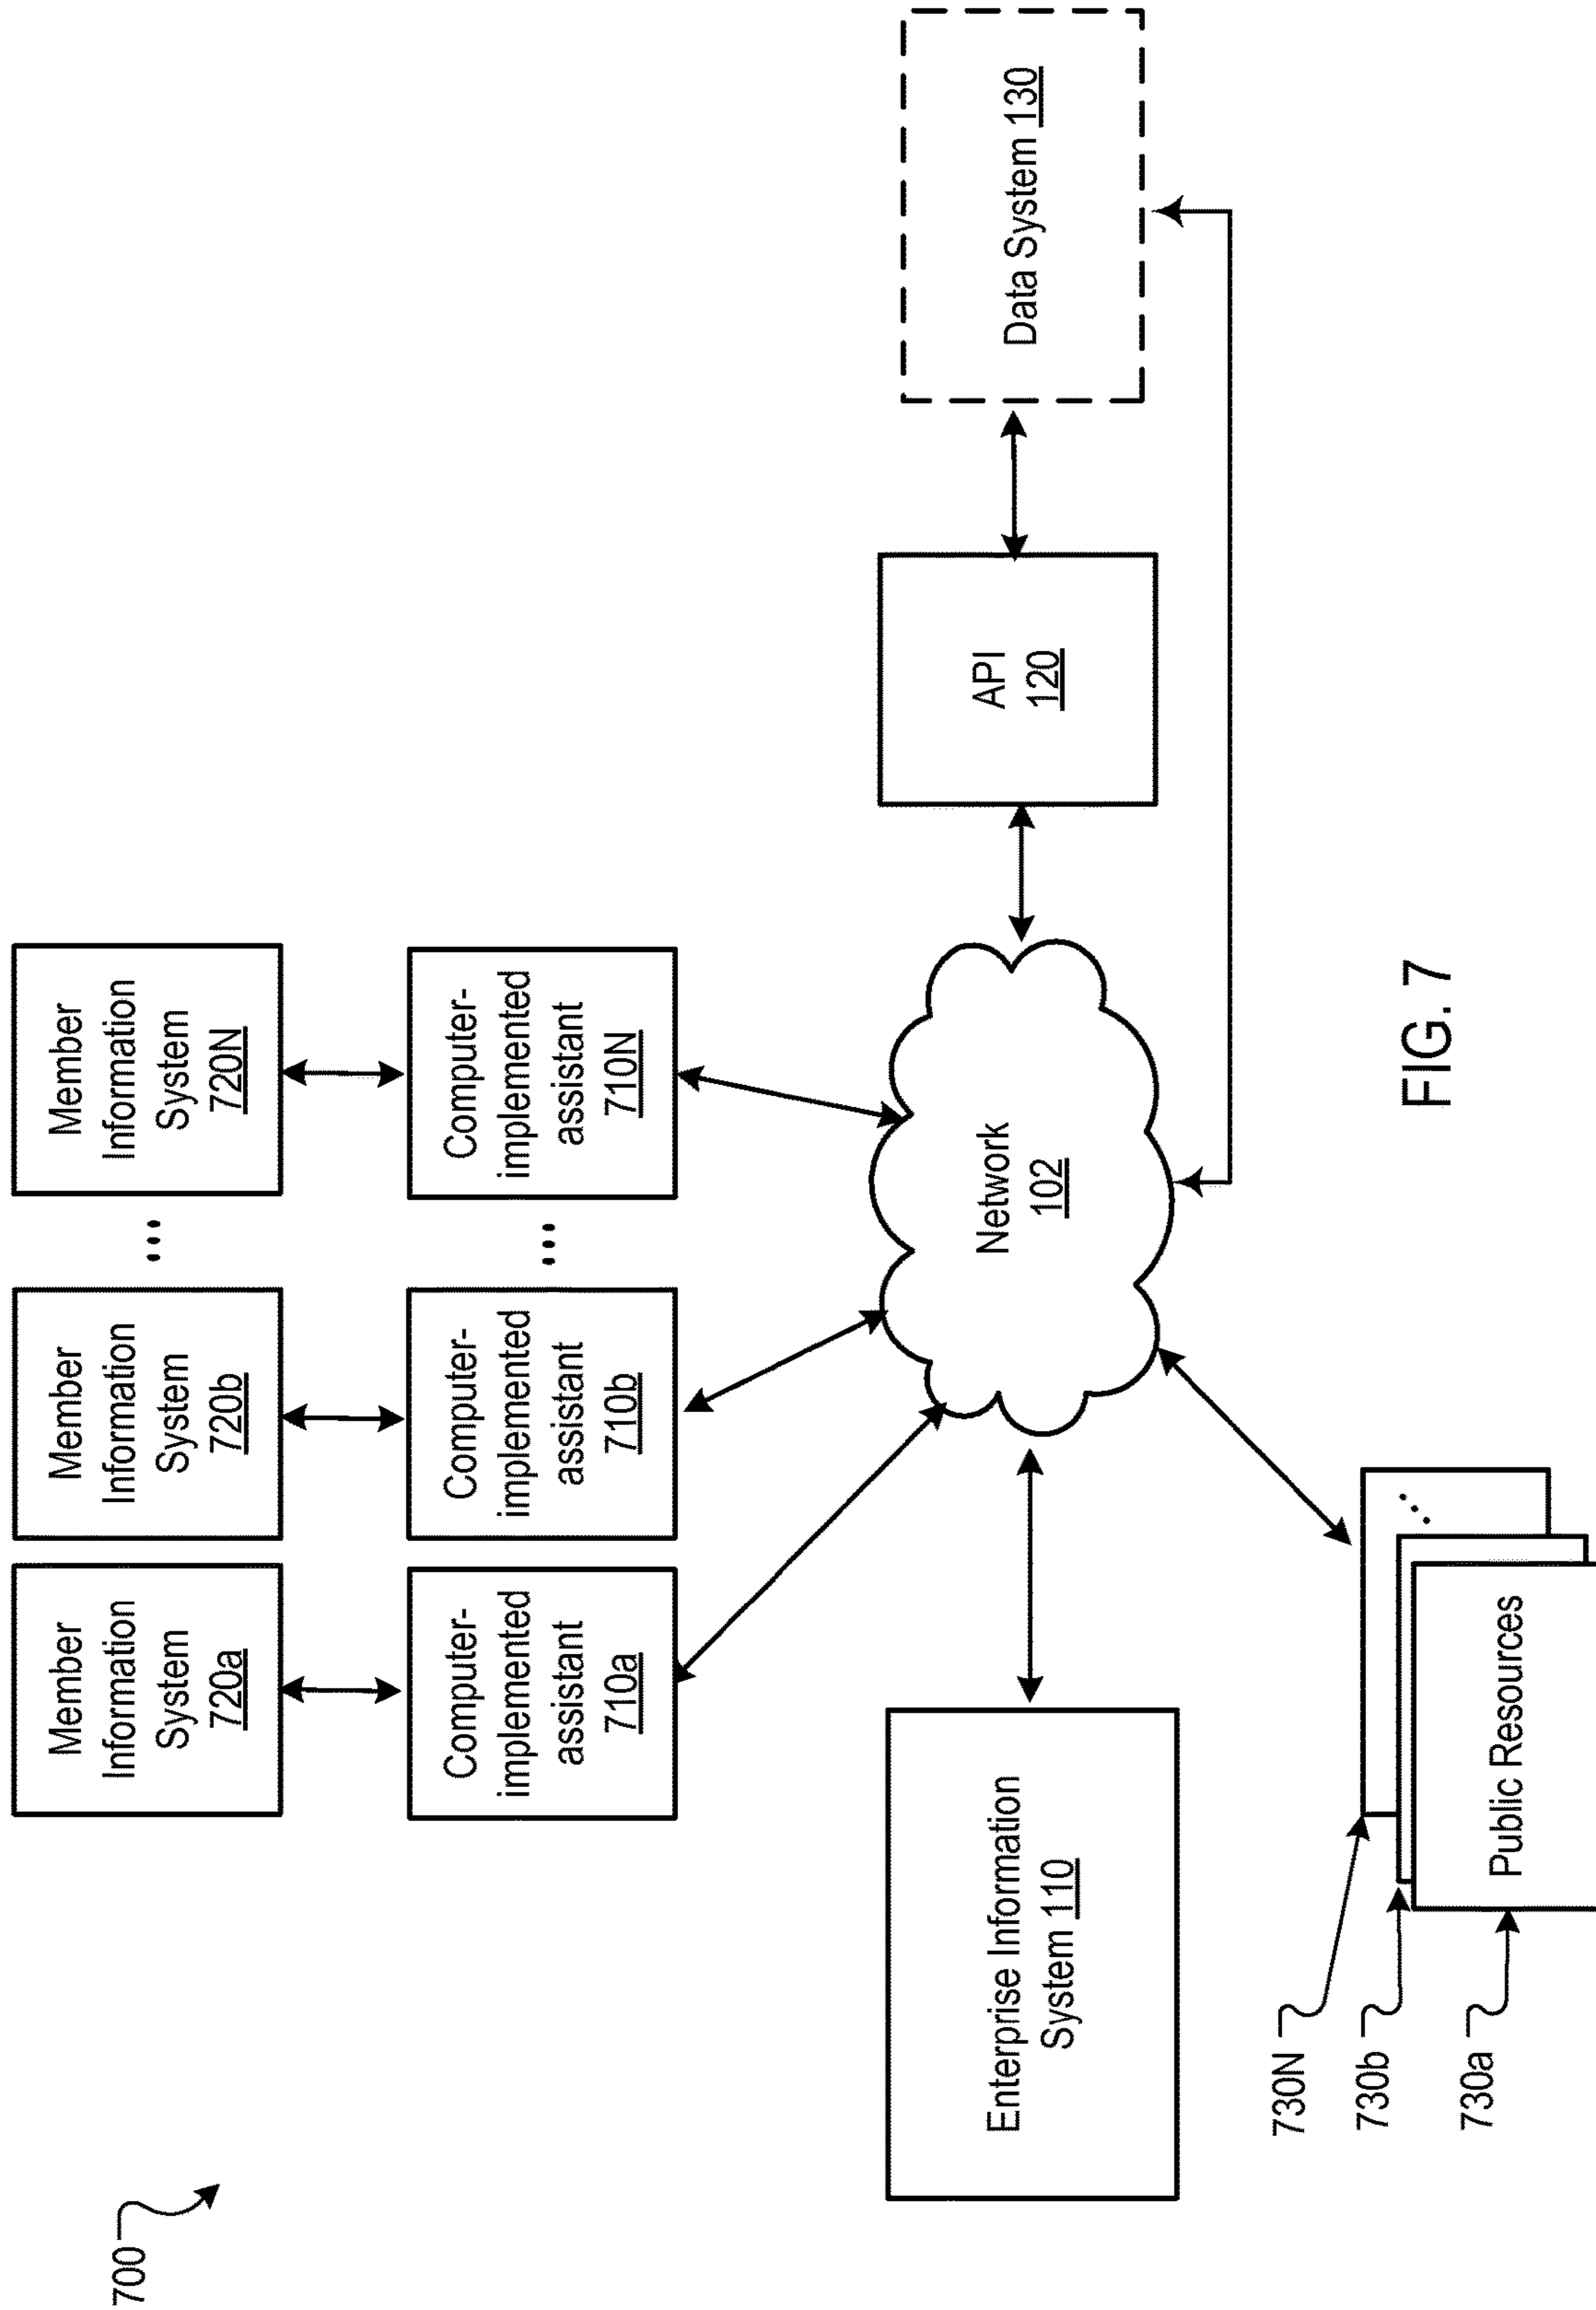 700
Member
Information
System
720a
Member
Information
System
720b
...
Member
Information
System
720N
Computer-
implemented
assistant
710a
Computer-
implemented
assistant
710b
...
Computer-
implemented
assistant
710N
Enterprise Information
System 110
Network
102
API
120
Data System 130
730N
730b
730a
...
Public Resources
FIG. 7